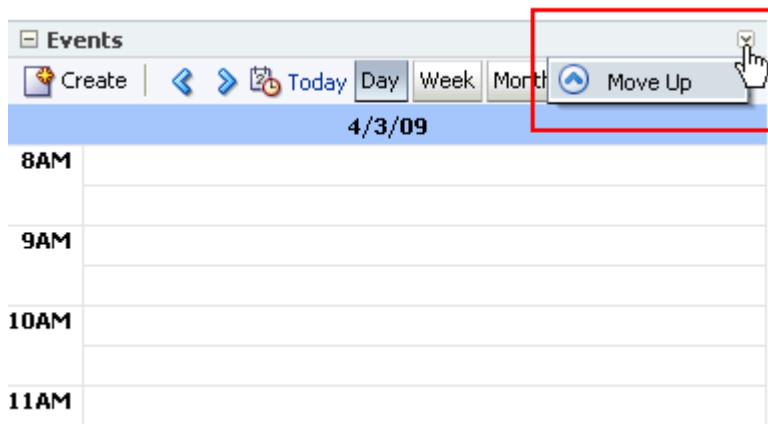 Events
Create Today Day Week Month Move Up
4/3/09
8AM
9AM
10AM
11AM